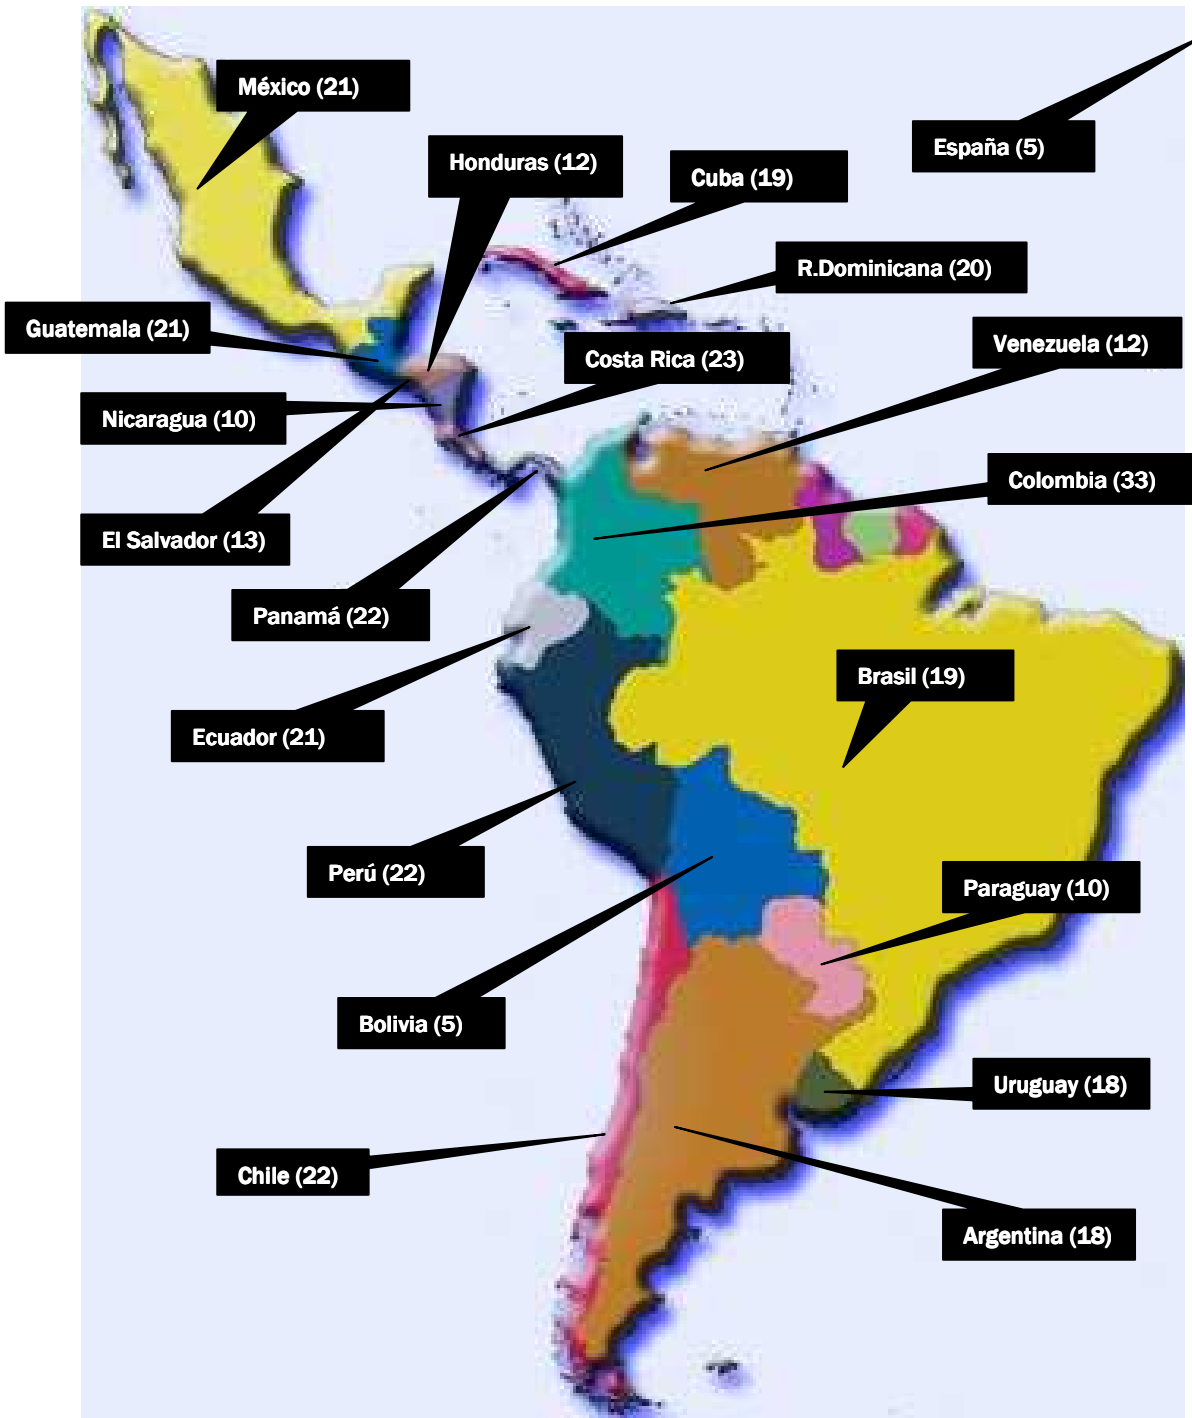 México (21)
España (5)
Honduras (12)
Cuba (19)
R.Dominicana (20)
Guatemala (21)
Venezuela (12)
Costa Rica (23)
Nicaragua (10)
Colombia (33)
El Salvador (13)
Panamá (22)
Brasil (19)
Ecuador (21)
Perú (22)
Paraguay (10)
Bolivia (5)
Uruguay (18)
Chile (22)
Argentina (18)